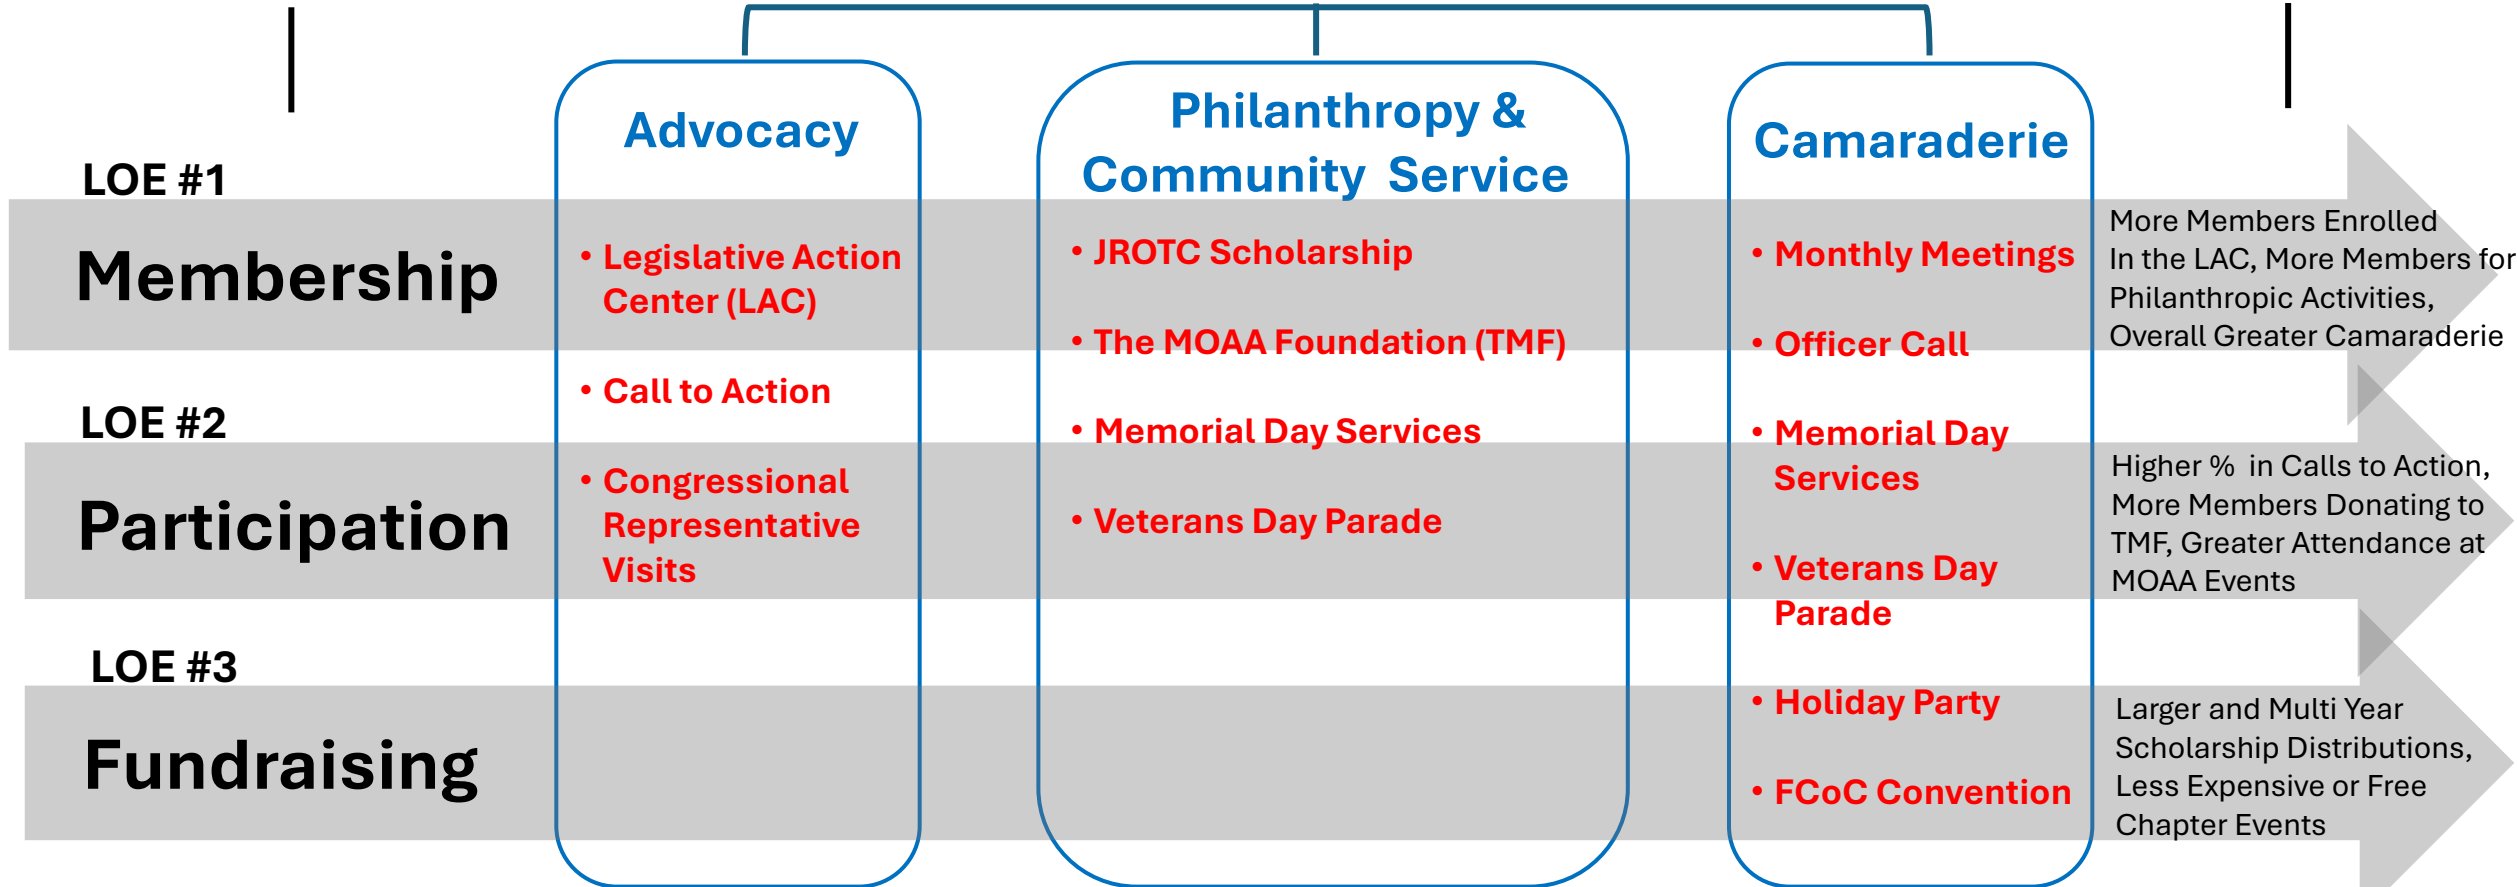 LOE #1
Membership
LOE #2
Participation
LOE #3
Fundraising
Advocacy
• Legislative Action
Center (LAC)
• Call to Action
• Congressional
Representative
Visits
Philanthropy &
Community Service
• JROTC Scholarship
• The MOAA Foundation (TMF)
• Memorial Day Services
• Veterans Day Parade
Camaraderie
• Monthly Meetings
• Officer Call
• Memorial Day
Services
• Veterans Day
Parade
• Holiday Party
• FCoC Convention
More Members Enrolled
In the LAC, More Members for
Philanthropic Activities,
Overall Greater Camaraderie
Higher % in Calls to Action,
More Members Donating to
TMF, Greater Attendance at
MOAA Events
Larger and Multi Year
Scholarship Distributions,
Less Expensive or Free
Chapter Events